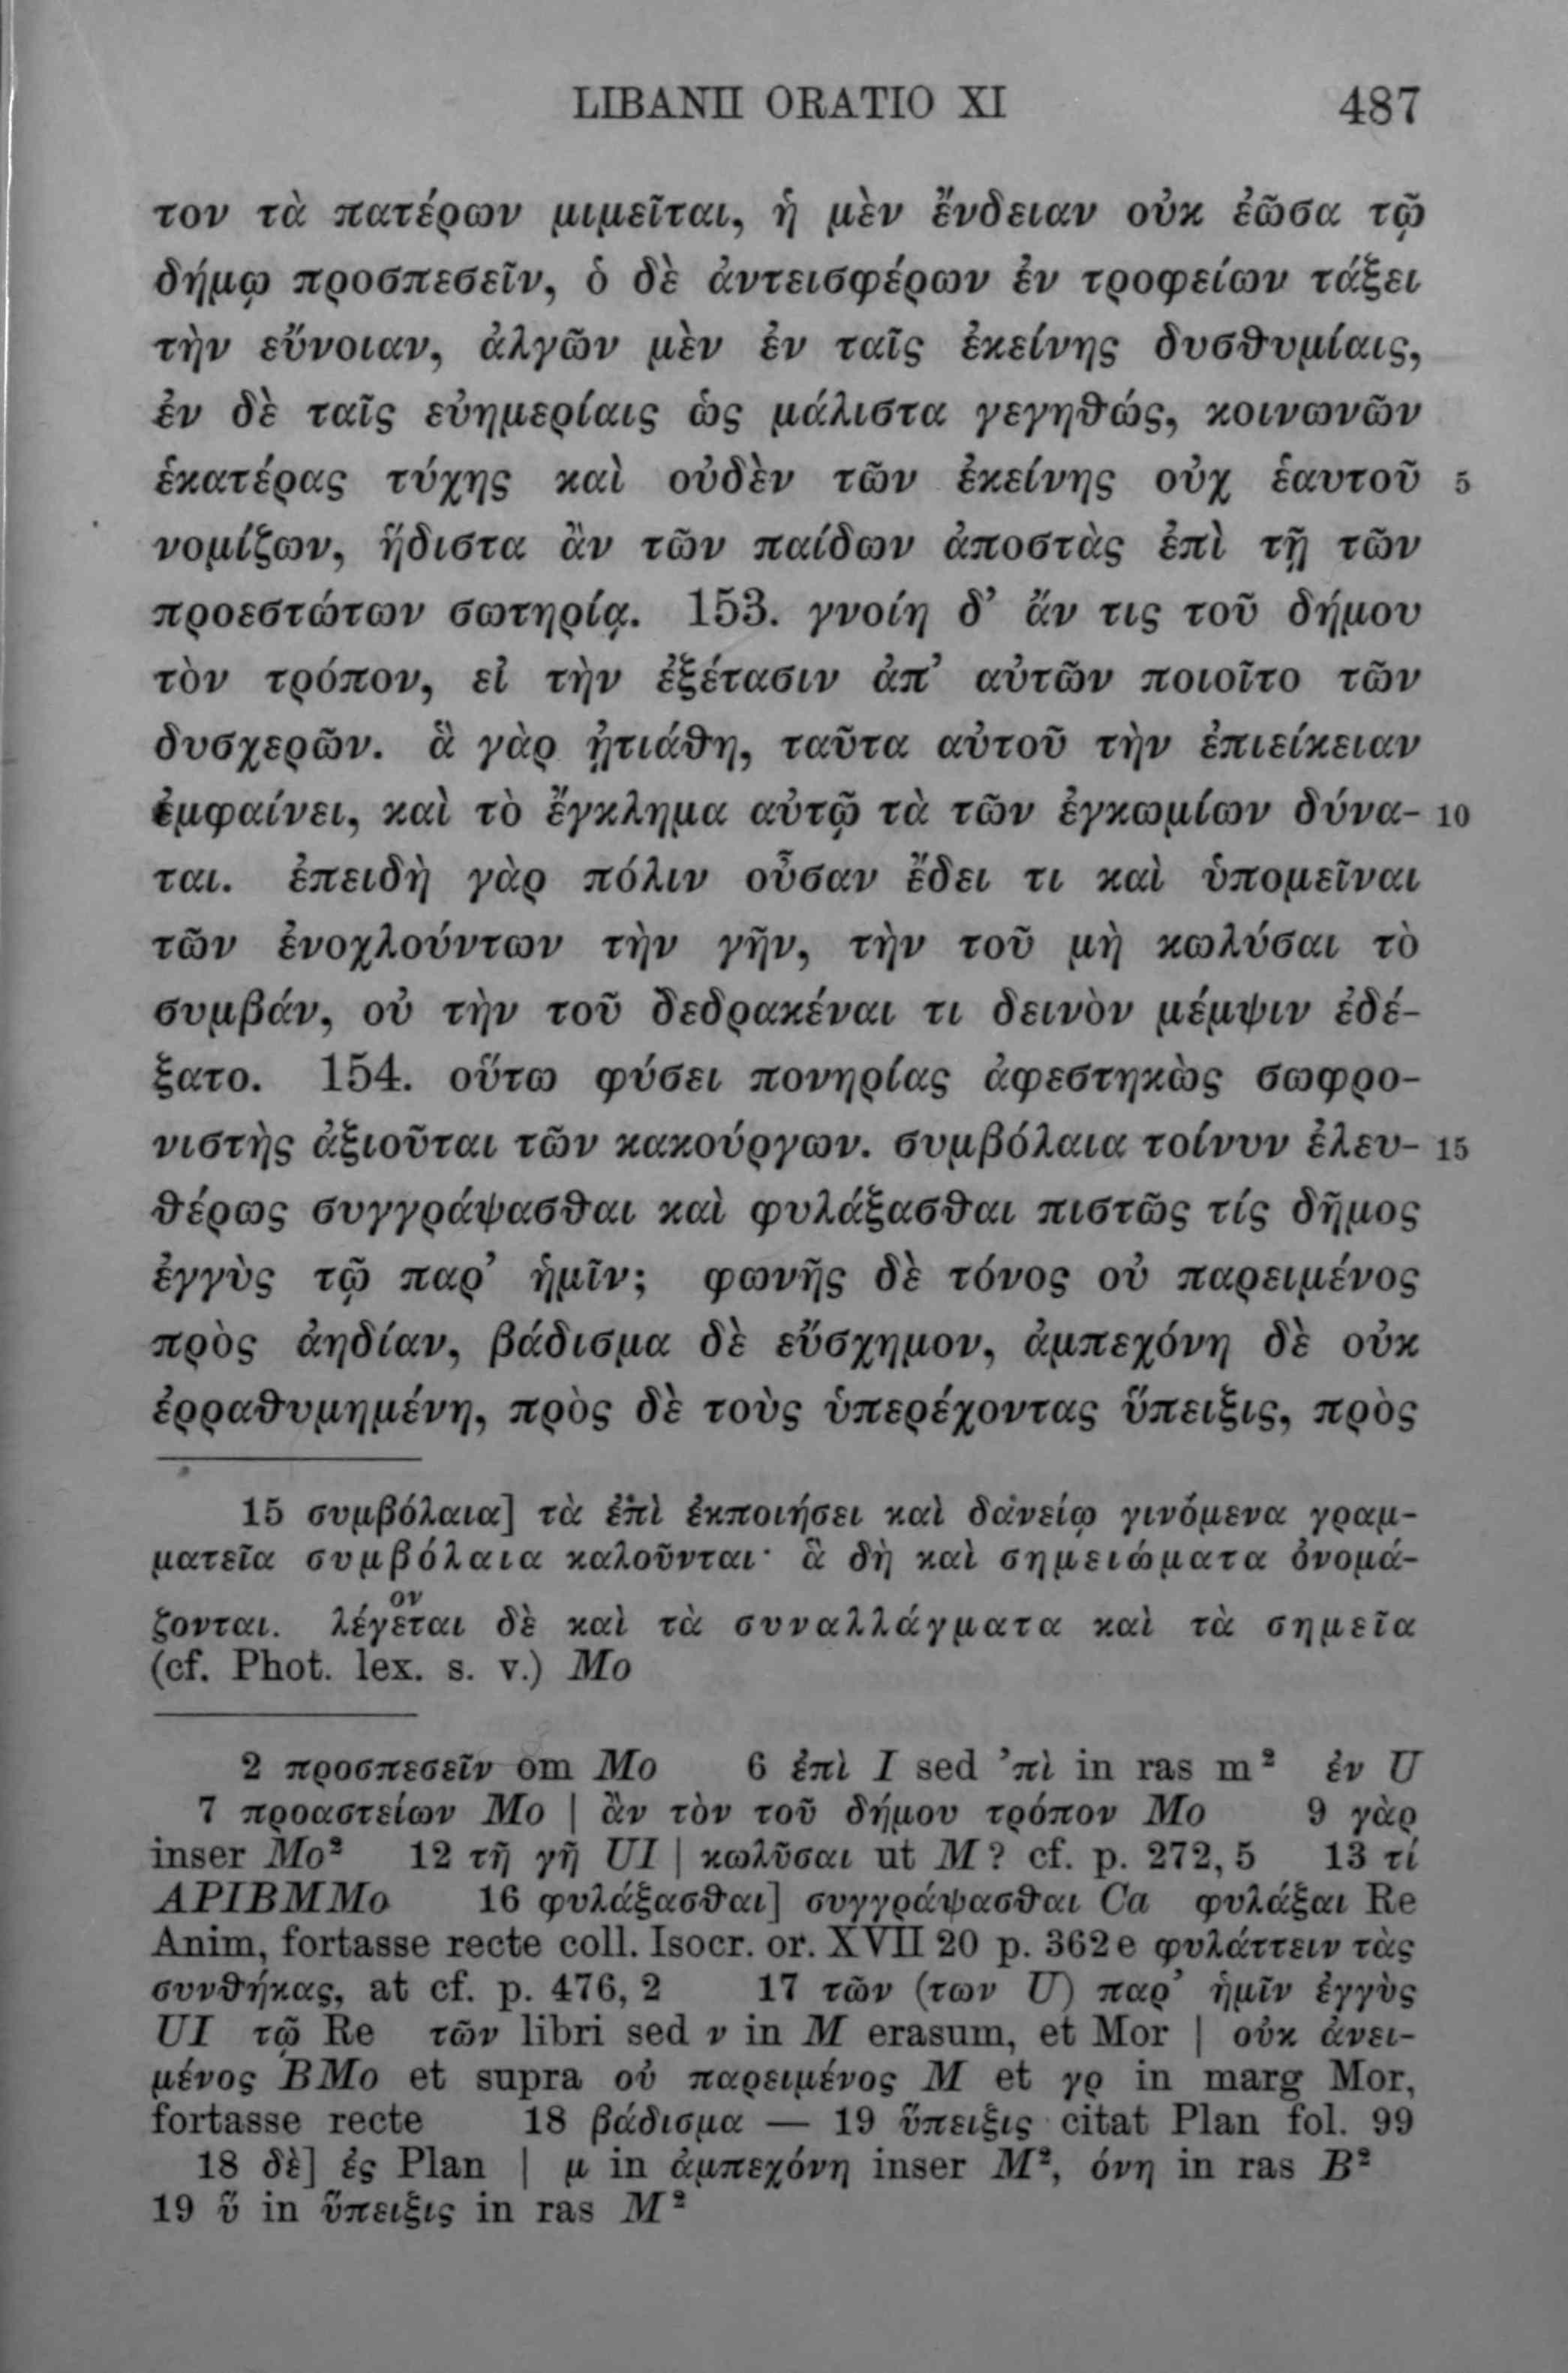 LIBANII ORATIO XI 487
τον τὰ πατέρων μιμεῖται, ἡ μὲν ἔνδειαν οὐκ ἐῶσα τῷ
δήμῳ προσπεσεῖν, ὁ δὲ ἀντεισφέρων ἐν τροφείων τάξει
τὴν εὔνοιαν, ἀλγῶν μὲν ἐν ταῖς ἐκείνης δυσθυμίαις,
ἐν δὲ ταῖς εὐημερίαις ὡς μάλιστα γεγηθώς, κοινωνῶν
ἑκατέρας τύχης καὶ οὐδὲν τῶν ἐκείνης οὐχ ἑαυτοῦ 5
νομίζων, ἥδιστα ἂν τῶν παίδων ἀποστὰς ἐπὶ τῇ τῶν
προεστώτων σωτηρίᾳ. 153. γνοίη δ’ ἄν τις τοῦ δήμου
τὸν τρόπον, εἰ τὴν ἐξέτασιν ἀπ’ αὐτῶν ποιοῖτο τῶν
δυσχερῶν. ἃ γὰρ ᾐτιάθη, ταῦτα αὐτοῦ τὴν ἐπιείκειαν
ἐμφαίνει, καὶ τὸ ἔγκλημα αὐτῷ τὰ τῶν ἐγκωμίων δύνα- 10
ται. ἐπειδὴ γὰρ πόλιν οὖσαν ἔδει τι καὶ ὑπομεῖναι
τῶν ἐνοχλούντων τὴν γῆν, τὴν τοῦ μὴ κωλύσαι τὸ
συμβάν, οὐ τὴν τοῦ δεδρακέναι τι δεινὸν μέμψιν ἐδέ-
ξατο. 154. οὕτω φύσει πονηρίας ἀφεστηκὼς σωφρο-
νιστὴς ἀξιοῦται τῶν κακούργων. συμβόλαια τοίνυν ἐλευ- 15
θέρως συγγράψασθαι καὶ φυλάξασθαι πιστῶς τίς δῆμος
ἐγγὺς τῷ παρ’ ἡμῖν; φωνῆς δὲ τόνος οὐ παρειμένος
πρὸς ἀηδίαν, βάδισμα δὲ εὔσχημον, ἀμπεχόνη δὲ οὐκ
ἐρραθυμημένη, πρὸς δὲ τοὺς ὑπερέχοντας ὕπειξις, πρὸς
15 συμβόλαια] τὰ ἐπὶ ἐκποιήσει καὶ δανείῳ γινόμενα γραμ-
ματεῖα συμβόλαια καλοῦνται· ἃ δὴ καὶ σημειώματα ὀνομά-
ον
ζονται. λέγεται δὲ καὶ τὰ συναλλάγματα καὶ τὰ σημεῖα
(cf. Phot. lex. s. v.) Mo
2 προσπεσεῖν om Mo 6 ἐπὶ I sed ’πὶ in ras m² ἐν U
7 προαστείων Mo | ἂν τὸν τοῦ δήμου τρόπον Mo 9 γὰρ
inser Mo² 12 τῇ γῇ UI | κωλῦσαι ut M? cf. p. 272, 5 13 τί
APIBMMo 16 φυλάξασθαι] συγγράψασθαι Ca φυλάξαι Re
Anim, fortasse recte coll. Isocr. or. XVII 20 p. 362 e φυλάττειν τὰς
συνθήκας, at cf. p. 476, 2 17 τῶν (των U) παρ’ ἡμῖν ἐγγὺς
UI τῷ Re τῶν libri sed ν in M erasum, et Mor | οὐκ ἀνει-
μένος BMo et supra οὐ παρειμένος M et γρ in marg Mor,
fortasse recte 18 βάδισμα — 19 ὕπειξις citat Plan fol. 99
18 δὲ] ἐς Plan | μ in ἀμπεχόνη inser M², όνη in ras B²
19 ὕ in ὕπειξις in ras M²